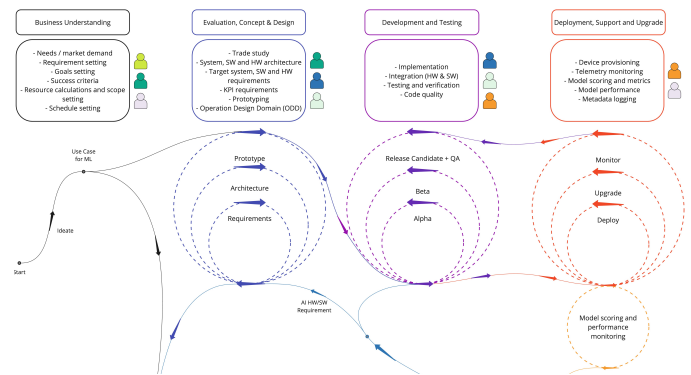 Business Understanding
Evaluation, Concept & Design
Development and Testing
Deployment, Support and Upgrade
- Needs / market demand
- Requirement setting
- Goals setting
- Success criteria
- Resource calculations and scope
setting
- Schedule setting
- Trade study
- System, SW and HW architecture
- Target system, SW and HW
requirements
- KPI requirements
- Prototyping
- Operation Design Domain (ODD)
- Implementation
- Integration (HW & SW)
- Testing and verification
- Code quality
- Device provisioning
- Telemetry monitoring
- Model scoring and metrics
- Model performance
- Metadata logging
Use Case
for ML
Ideate
Start
Prototype
Architecture
Requirements
Release Candidate + QA
Beta
Alpha
Monitor
Upgrade
Deploy
AI HW/SW
Requirement
Model scoring and
performance
monitoring